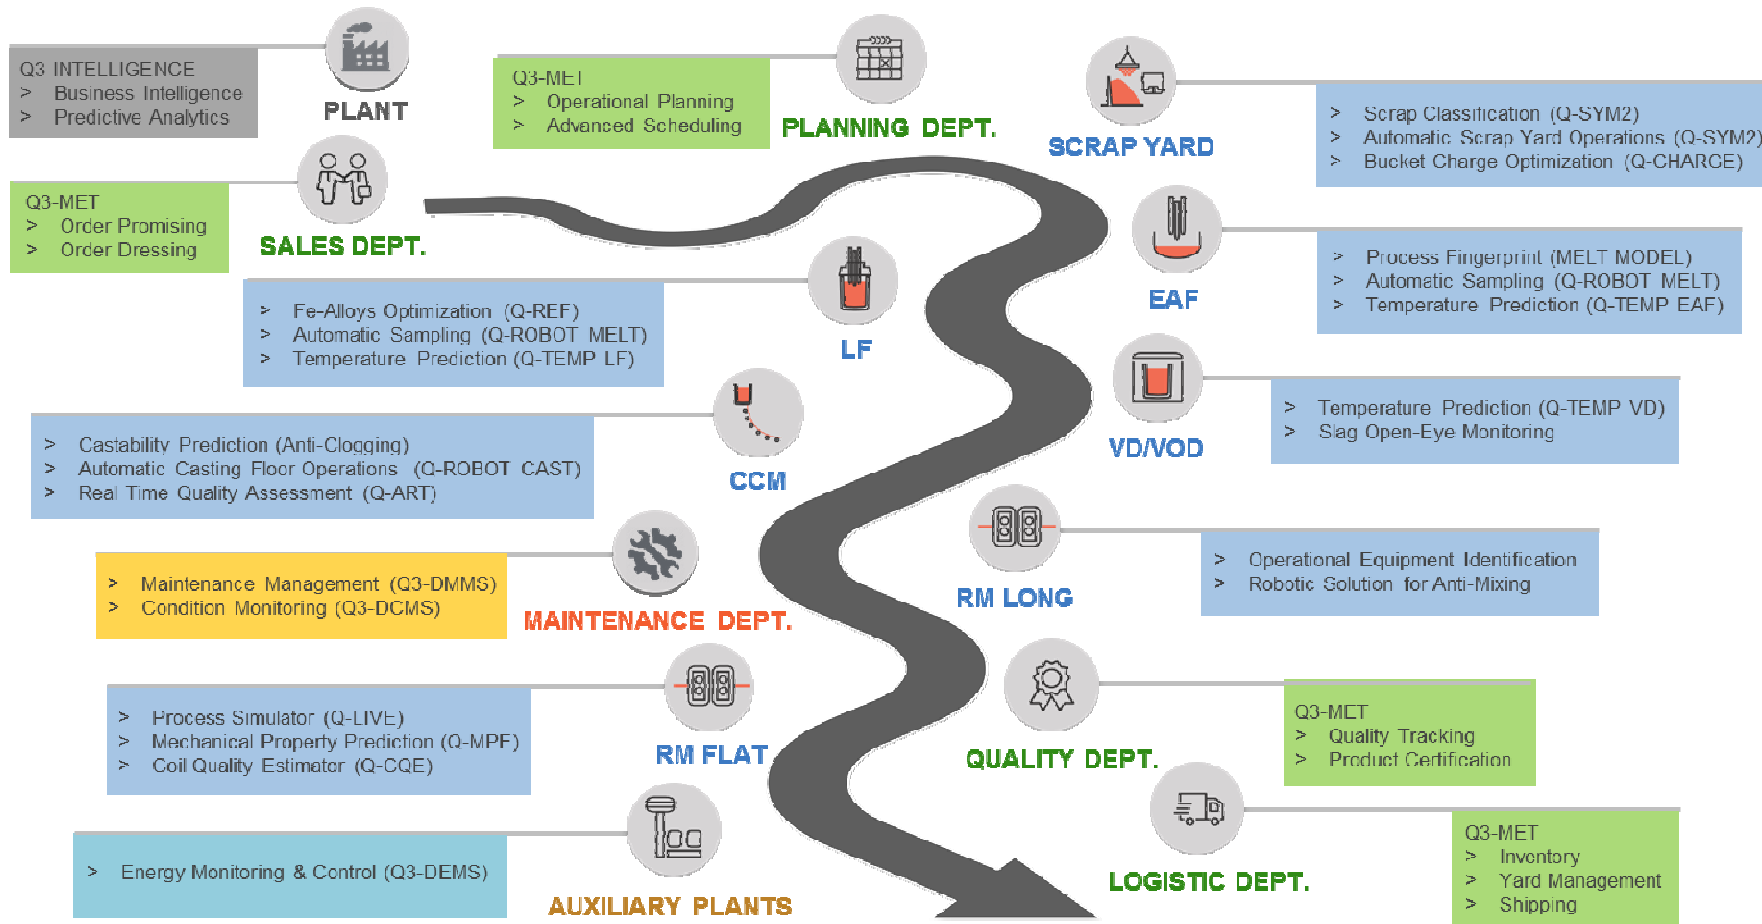 Q3 INTELLIGENCE
> Business Intelligence
> Predictive Analytics
PLANT
Q3-MET
> Operational Planning
> Advanced Scheduling
PLANNING DEPT.
SCRAP YARD
> Scrap Classification (Q-SYM2)
> Automatic Scrap Yard Operations (Q-SYM2)
> Bucket Charge Optimization (Q-CHARGE)
Q3-MET
> Order Promising
> Order Dressing
SALES DEPT.
EAF
> Process Fingerprint (MELT MODEL)
> Automatic Sampling (Q-ROBOT MELT)
> Temperature Prediction (Q-TEMP EAF)
> Fe-Alloys Optimization (Q-REF)
> Automatic Sampling (Q-ROBOT MELT)
> Temperature Prediction (Q-TEMP LF)
LF
VD/VOD
> Temperature Prediction (Q-TEMP VD)
> Slag Open-Eye Monitoring
> Castability Prediction (Anti-Clogging)
> Automatic Casting Floor Operations (Q-ROBOT CAST)
> Real Time Quality Assessment (Q-ART)
CCM
RM LONG
> Operational Equipment Identification
> Robotic Solution for Anti-Mixing
> Maintenance Management (Q3-DMMS)
> Condition Monitoring (Q3-DCMS)
MAINTENANCE DEPT.
> Process Simulator (Q-LIVE)
> Mechanical Property Prediction (Q-MPF)
> Coil Quality Estimator (Q-CQE)
RM FLAT
QUALITY DEPT.
Q3-MET
> Quality Tracking
> Product Certification
> Energy Monitoring & Control (Q3-DEMS)
AUXILIARY PLANTS
LOGISTIC DEPT.
Q3-MET
> Inventory
> Yard Management
> Shipping